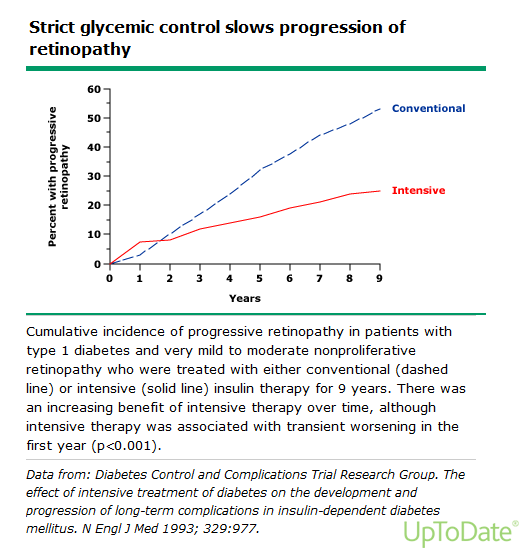 Strict glycemic control slows progression of
retinopathy
60
50
40
30
20
10
0
Percent with progressive
retinopathy
Conventional
Intensive
0 1 2 3 4 5 6 7 8 9
Years
Cumulative incidence of progressive retinopathy in patients with
type 1 diabetes and very mild to moderate nonproliferative
retinopathy who were treated with either conventional (dashed
line) or intensive (solid line) insulin therapy for 9 years. There was
an increasing benefit of intensive therapy over time, although
intensive therapy was associated with transient worsening in the
first year (p<0.001).
Data from: Diabetes Control and Complications Trial Research Group. The
effect of intensive treatment of diabetes on the development and
progression of long-term complications in insulin-dependent diabetes
mellitus. N Engl J Med 1993; 329:977.
UpToDate®